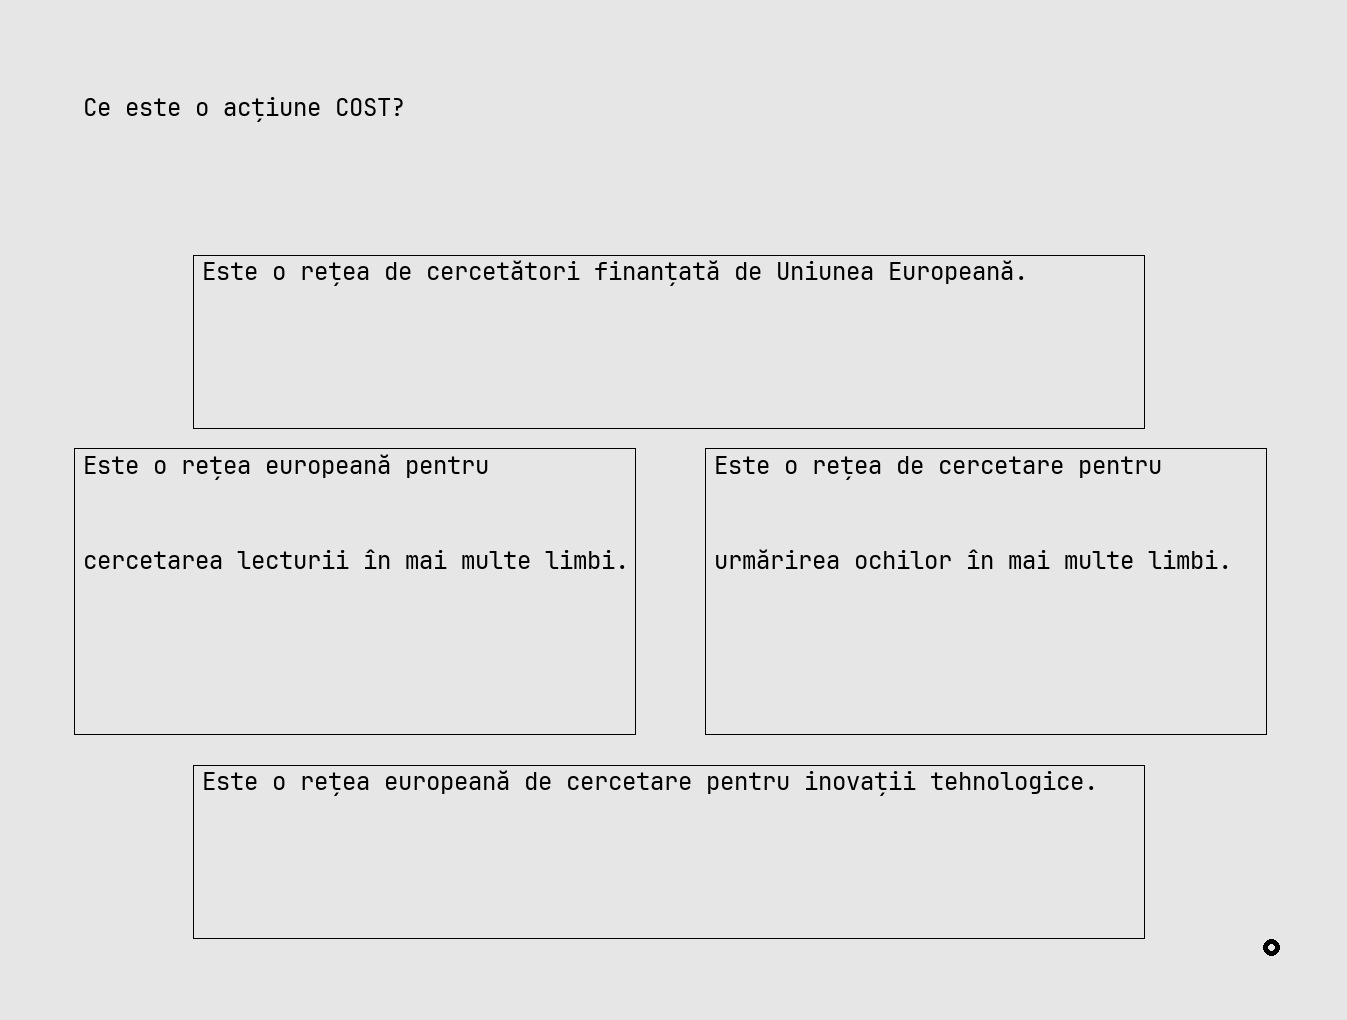 Ce este o acțiune COST?
Este o rețea de cercetători finanțată de Uniunea Europeană.
Este o rețea europeană pentru
cercetarea lecturii în mai multe limbi.
Este o rețea de cercetare pentru
urmărirea ochilor în mai multe limbi.
Este o rețea europeană de cercetare pentru inovații tehnologice.